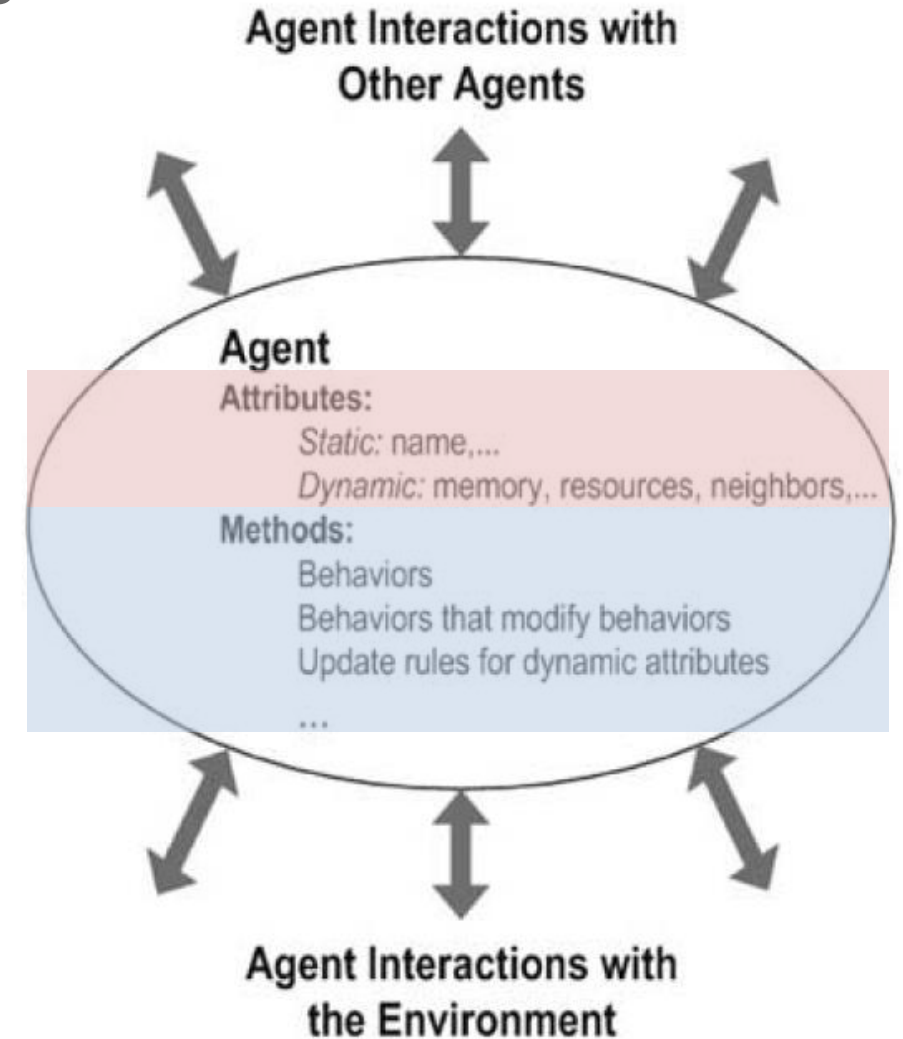 Agent Interactions with
Other Agents
Agent
Attributes:
Static: name,...
Dynamic: memory, resources, neighbors,...
Methods:
Behaviors
Behaviors that modify behaviors
Update rules for dynamic attributes
...
Agent Interactions with
the Environment